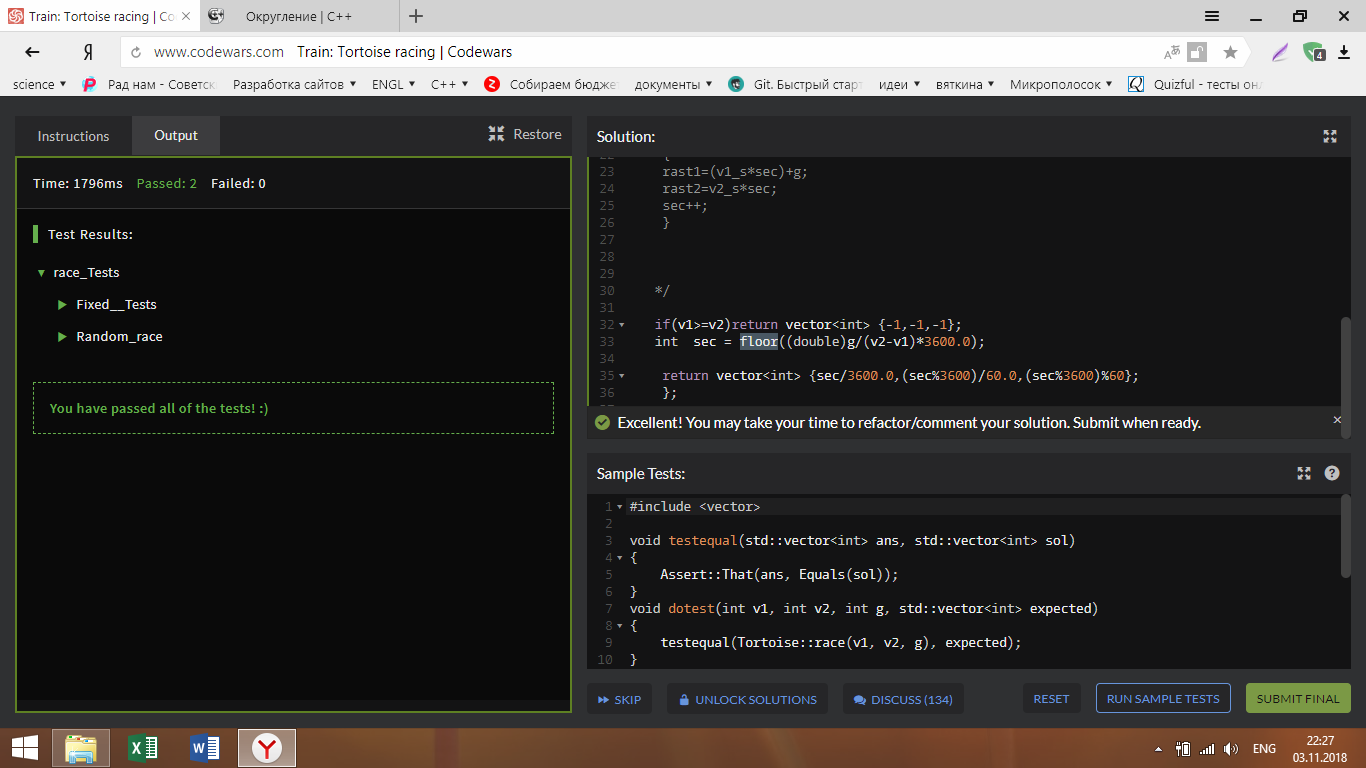 Train: Tortoise racing | Co
Округление | C++
www.codewars.com Train: Tortoise racing | Codewars
4
science
Рад нам - Советск
Разработка сайтов
ENGL
C++
Собираем бюдже
документы
Git. Быстрый стар
идеи
вяткина
Микрополосок
Quizful - тесты онл
Instructions
Output
Restore
Time: 1796ms Passed: 2 Failed: 0
Test Results:
race_Tests
Fixed__Tests
Random_race
You have passed all of the tests! :)
Solution:
22 {
23 rast1=(v1_s*sec)+g;
24 rast2=v2_s*sec;
25 sec++;
26 }
27
28
29
30 */
31
32 if(v1>=v2)return vector<int> {-1,-1,-1};
33 int sec = floor((double)g/(v2-v1)*3600.0);
34
35 return vector<int> {sec/3600.0,(sec%3600)/60.0,(sec%3600)%60};
36 };
Excellent! You may take your time to refactor/comment your solution. Submit when ready.
Sample Tests:
1 #include <vector>
2
3 void testequal(std::vector<int> ans, std::vector<int> sol)
4 {
5 Assert::That(ans, Equals(sol));
6 }
7 void dotest(int v1, int v2, int g, std::vector<int> expected)
8 {
9 testequal(Tortoise::race(v1, v2, g), expected);
10 }
SKIP
UNLOCK SOLUTIONS
DISCUSS (134)
RESET
RUN SAMPLE TESTS
SUBMIT FINAL
ENG
22:27
03.11.2018